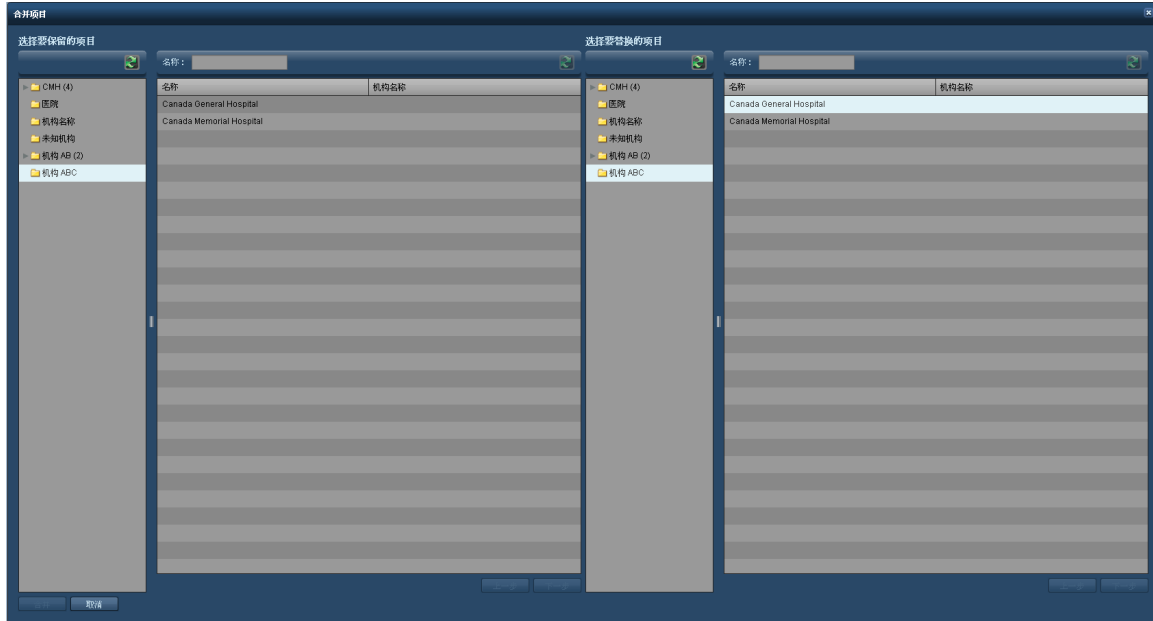 合并项目
选择要保留的项目
名称：
CMH (4)
医院
机构名称
未知机构
机构 AB (2)
机构 ABC
名称 机构名称
Canada General Hospital
Canada Memorial Hospital
选择要替换的项目
名称：
CMH (4)
医院
机构名称
未知机构
机构 AB (2)
机构 ABC
名称 机构名称
Canada General Hospital
Canada Memorial Hospital
取消